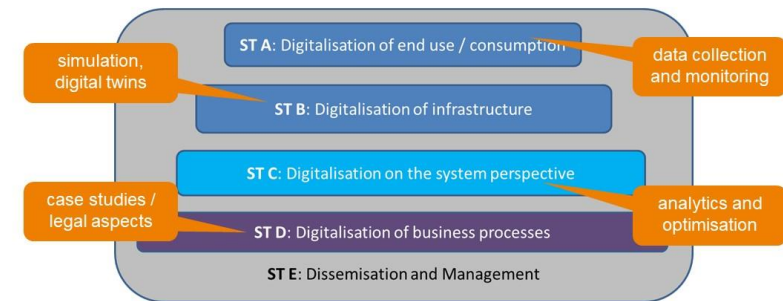 ST A: Digitalisation of end use / consumption
simulation,
digital twins
data collection
and monitoring
ST B: Digitalisation of infrastructure
ST C: Digitalisation on the system perspective
case studies /
legal aspects
analytics and
optimisation
ST D: Digitalisation of business processes
ST E: Dissemisation and Management